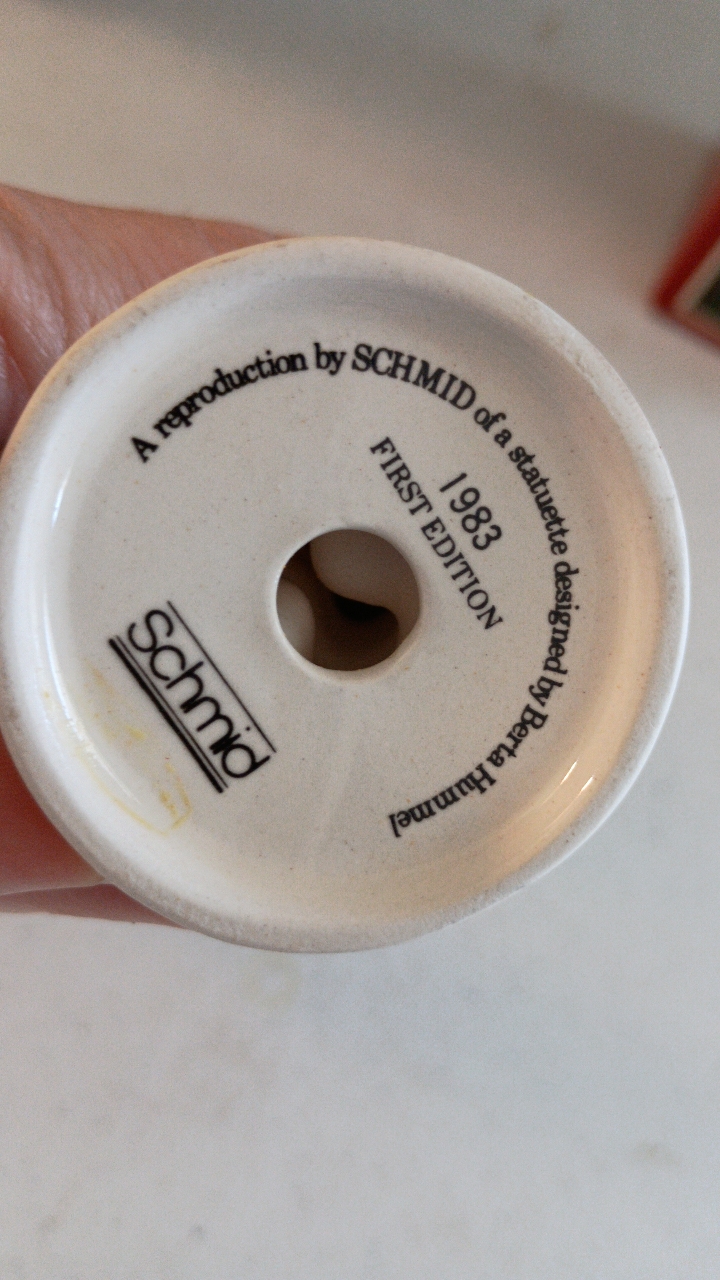 A reproduction by SCHMID of a statuette designed by Berta Hummel
1983
FIRST EDITION
Schmid